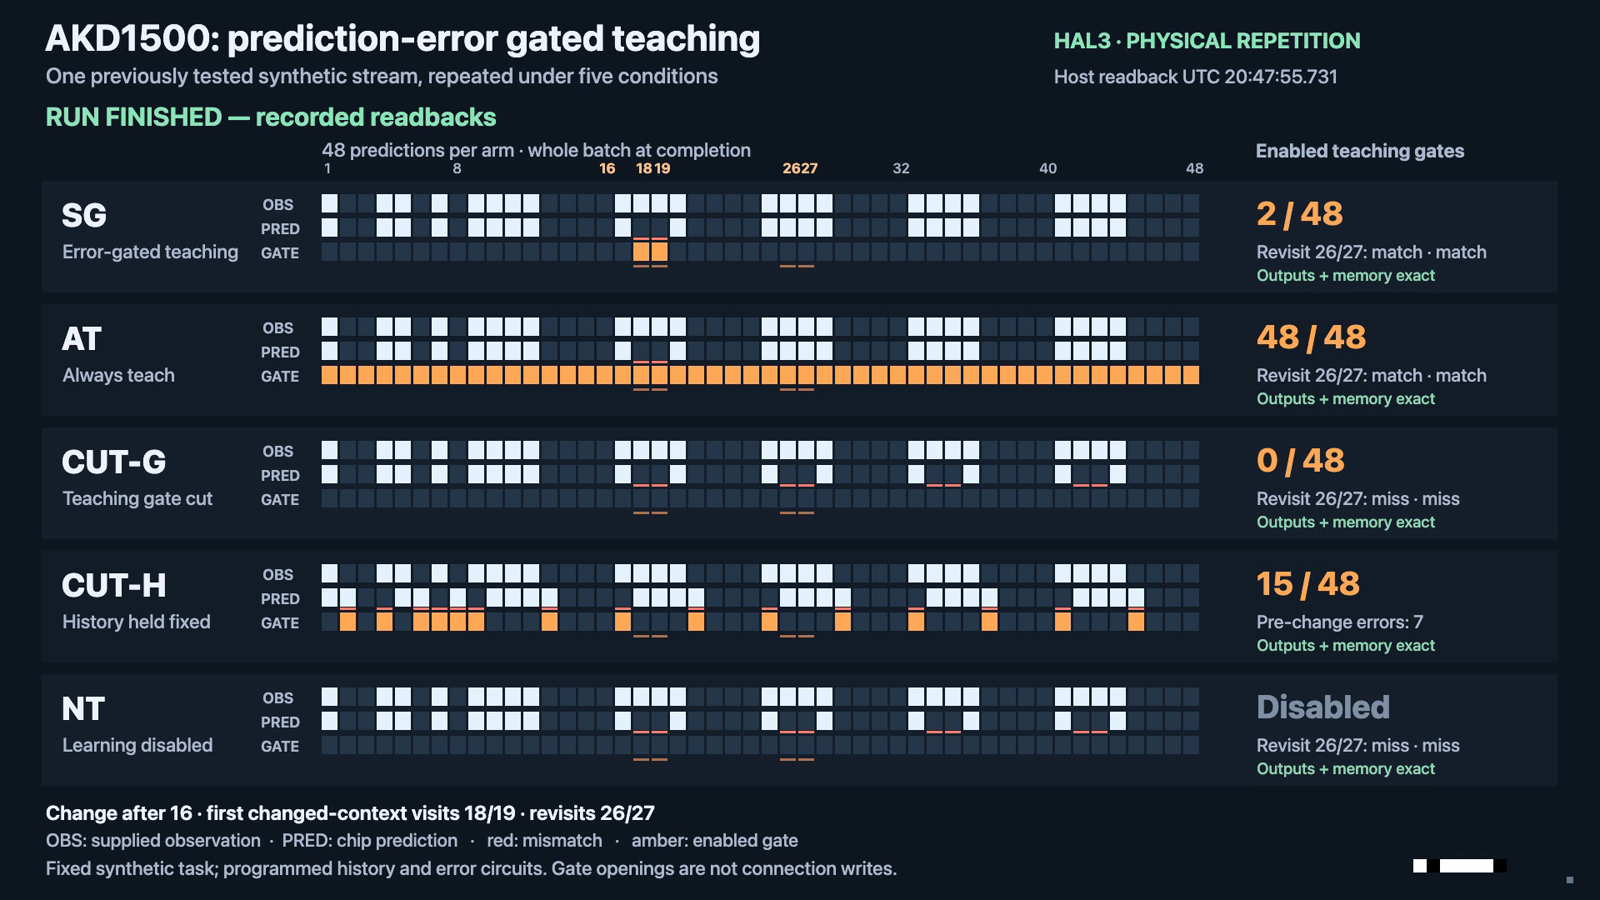 AKD1500: prediction-error gated teaching
HAL3 · PHYSICAL REPETITION
One previously tested synthetic stream, repeated under five conditions
Host readback UTC 20:47:55.731
RUN FINISHED — recorded readbacks
48 predictions per arm · whole batch at completion
Enabled teaching gates
1 8 16 18 19 26 27 32 40 48
SG
Error-gated teaching
OBS
PRED
GATE
2 / 48
Revisit 26/27: match · match
Outputs + memory exact
AT
Always teach
OBS
PRED
GATE
48 / 48
Revisit 26/27: match · match
Outputs + memory exact
CUT-G
Teaching gate cut
OBS
PRED
GATE
0 / 48
Revisit 26/27: miss · miss
Outputs + memory exact
CUT-H
History held fixed
OBS
PRED
GATE
15 / 48
Pre-change errors: 7
Outputs + memory exact
NT
Learning disabled
OBS
PRED
GATE
Disabled
Revisit 26/27: miss · miss
Outputs + memory exact
Change after 16 · first changed-context visits 18/19 · revisits 26/27
OBS: supplied observation · PRED: chip prediction · red: mismatch · amber: enabled gate
Fixed synthetic task; programmed history and error circuits. Gate openings are not connection writes.